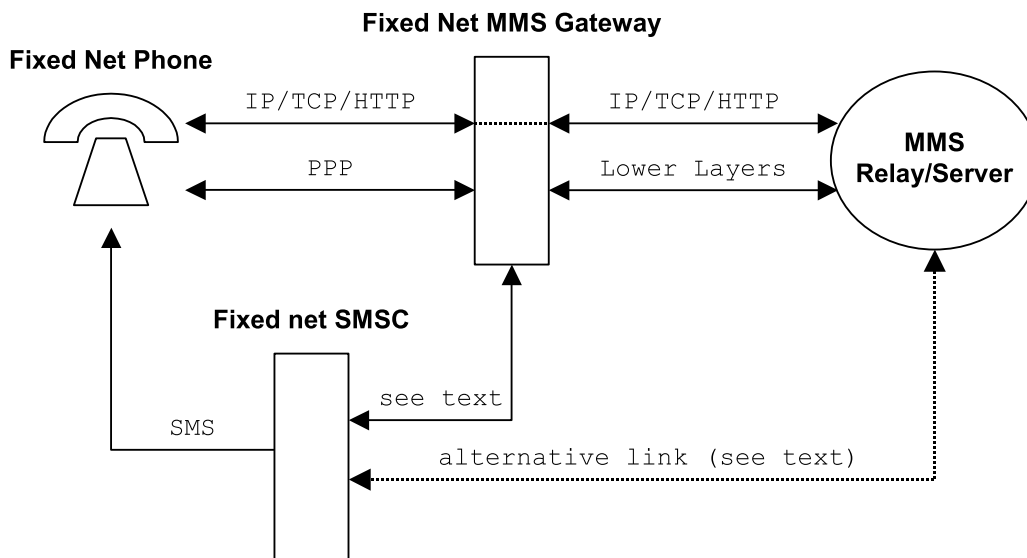 Fixed Net MMS Gateway
Fixed Net Phone
IP/TCP/HTTP
IP/TCP/HTTP
MMS
Relay/Server
PPP
Lower Layers
Fixed net SMSC
see text
SMS
alternative link (see text)